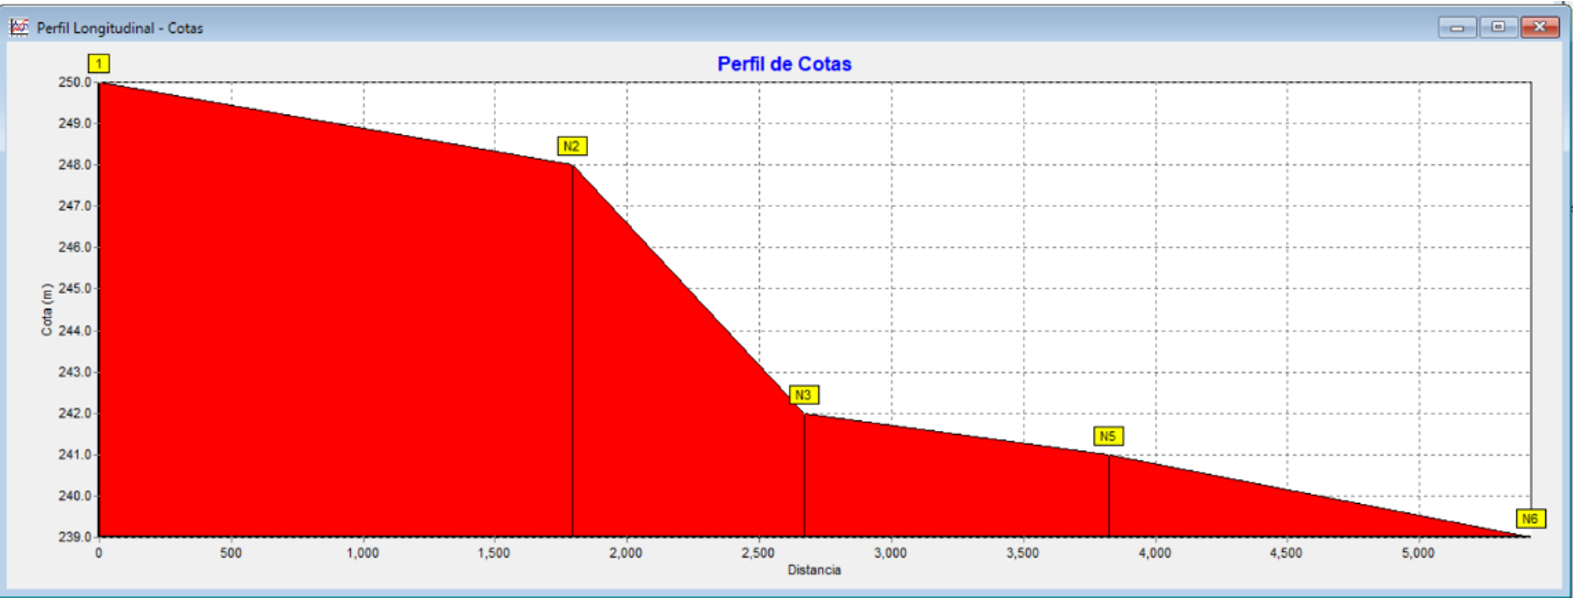 Perfil Longitudinal - Cotas
Perfil de Cotas
1
250.0
249.0
N2
248.0
247.0
246.0
245.0
Cota (m)
244.0
243.0
N3
242.0
N5
241.0
240.0
N6
239.0
0 500 1,000 1,500 2,000 2,500 3,000 3,500 4,000 4,500 5,000
Distancia